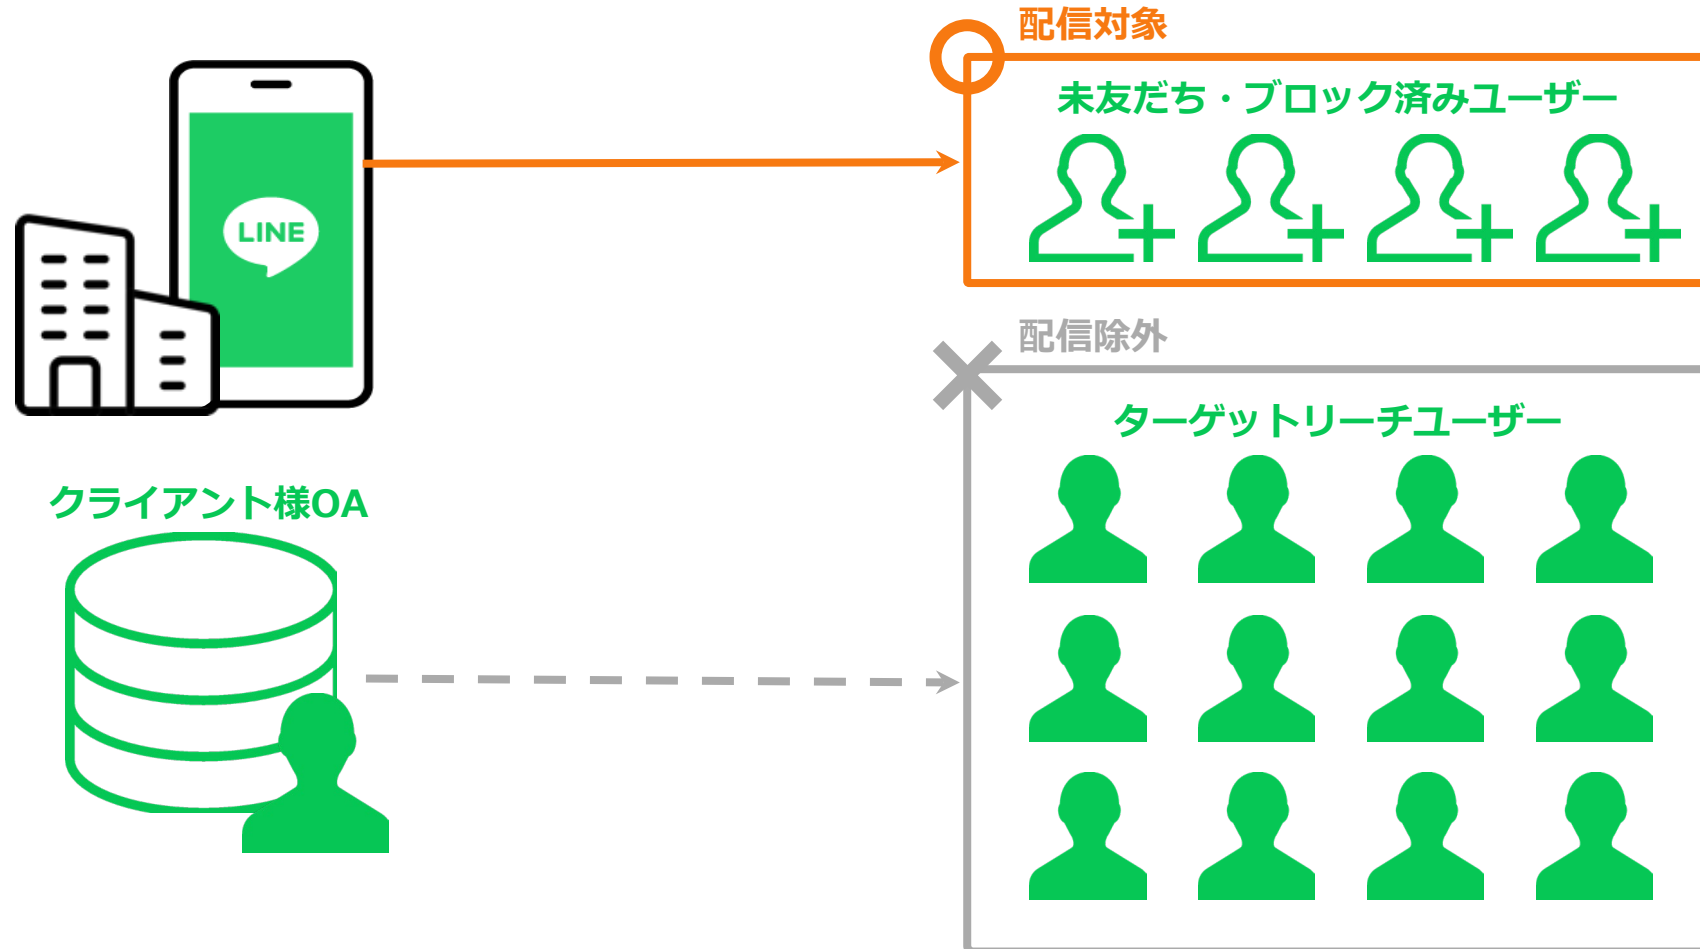 配信対象
未友だち・ブロック済みユーザー
LINE
配信除外
ターゲットリーチユーザー
クライアント様OA